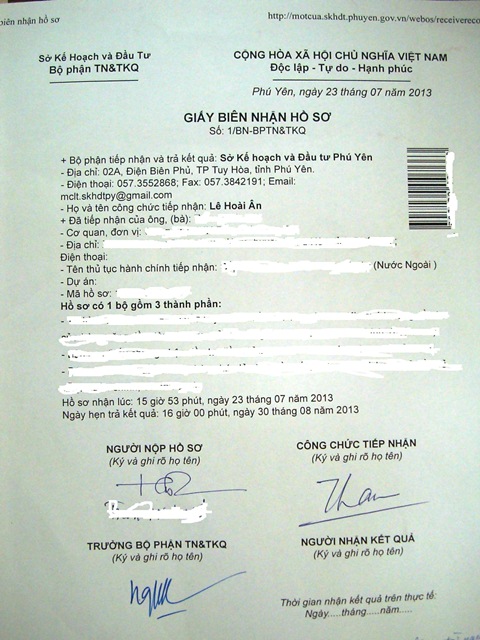 biên nhận hồ sơ
http://motcua.skhdt.phuyen.gov.vn/webos/receivereco
Sở Kế Hoạch và Đầu Tư
Bộ phận TN&TKQ
CỘNG HÒA XÃ HỘI CHỦ NGHĨA VIỆT NAM
Độc lập - Tự do - Hạnh phúc
Phú Yên, ngày 23 tháng 07 năm 2013
GIẤY BIÊN NHẬN HỒ SƠ
Số: 1/BN-BPTN&TKQ
+ Bộ phận tiếp nhận và trả kết quả: Sở Kế hoạch và Đầu tư Phú Yên
- Địa chỉ: 02A, Điện Biên Phủ, TP Tuy Hòa, tỉnh Phú Yên.
- Điện thoại: 057.3552868; Fax: 057.3842191; Email:
mclt.skhdtpy@gmail.com
- Họ và tên công chức tiếp nhận: Lê Hoài Ân
+ Đã tiếp nhận của ông, (bà):
- Cơ quan, đơn vị:
- Địa chỉ:
Điện thoại:
- Tên thủ tục hành chính tiếp nhận: (Nước Ngoài )
- Dự án:
- Mã hồ sơ:
Hồ sơ có 1 bộ gồm 3 thành phần:
-
-
-
Hồ sơ nhận lúc: 15 giờ 53 phút, ngày 23 tháng 07 năm 2013
Ngày hẹn trả kết quả: 16 giờ 00 phút, ngày 30 tháng 08 năm 2013
NGƯỜI NỘP HỒ SƠ
(Ký và ghi rõ họ tên)
CÔNG CHỨC TIẾP NHẬN
(Ký và ghi rõ họ tên)
TRƯỞNG BỘ PHẬN TN&TKQ
(Ký và ghi rõ họ tên)
NGƯỜI NHẬN KẾT QUẢ
(Ký và ghi rõ họ tên)
Thời gian nhận kết quả trên thực tế:
Ngày.....tháng.....năm.....